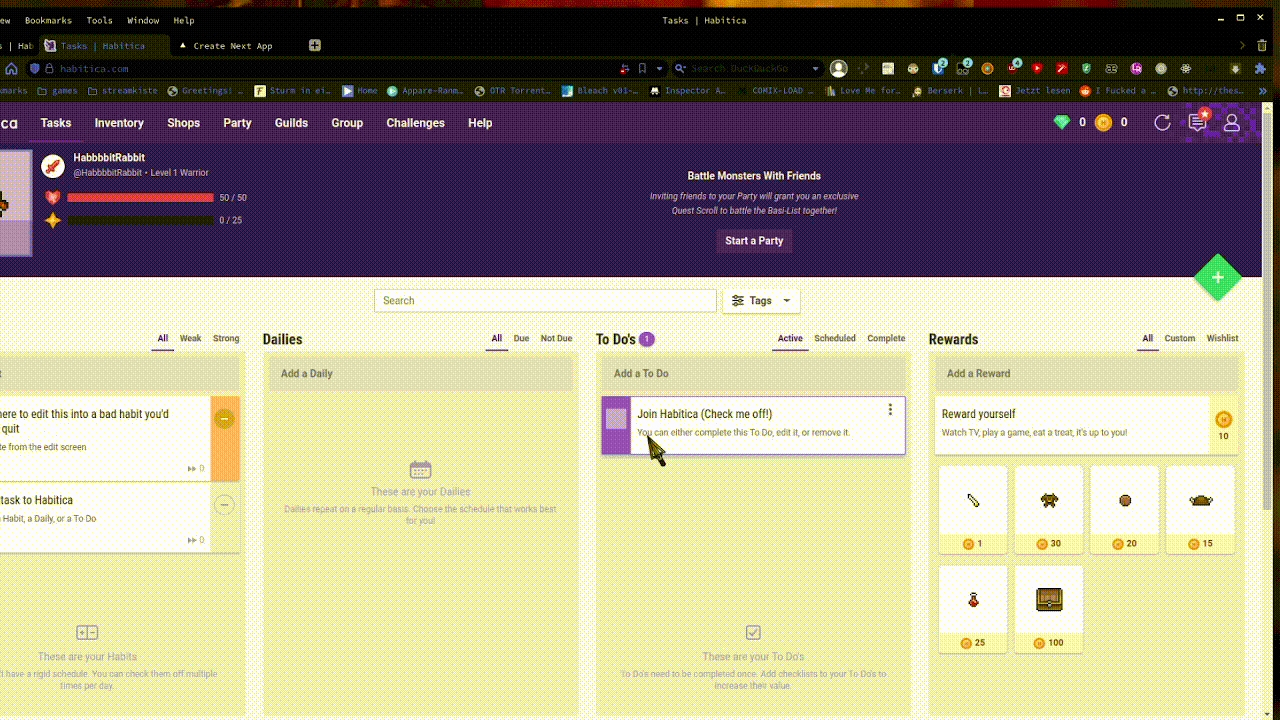 ew Bookmarks Tools Window Help
Tasks | Habitica
s | Hab
Tasks | Habitica
Create Next App
habitica.com
Search DuckDuckGo
2
2
4
marks
games
streamkiste
Greetings! …
Sturm in ei…
Home
Appare-Ranm…
OTR Torrent…
Bleach v01-…
Inspector A…
COMIX-LOAD …
Love Me for…
Berserk | L…
Jetzt lesen
I Fucked a …
http://thes…
ca Tasks Inventory Shops Party Guilds Group Challenges Help
0
0
HabbbbitRabbit
@HabbbbitRabbit • Level 1 Warrior
50 / 50
0 / 25
Battle Monsters With Friends
Inviting friends to your Party will grant you an exclusive
Quest Scroll to battle the Basi-List together!
Start a Party
Search
Tags
All Weak Strong
t
here to edit this into a bad habit you'd
quit
te from the edit screen
0
task to Habitica
Habit, a Daily, or a To Do
0
These are your Habits
't have a rigid schedule. You can check them off multiple
times per day.
Dailies
All Due Not Due
Add a Daily
These are your Dailies
Dailies repeat on a regular basis. Choose the schedule that works best
for you!
To Do's 1
Active Scheduled Complete
Add a To Do
Join Habitica (Check me off!)
You can either complete this To Do, edit it, or remove it.
These are your To Do's
To Do's need to be completed once. Add checklists to your To Do's to
increase their value.
Rewards
All Custom Wishlist
Add a Reward
Reward yourself
Watch TV, play a game, eat a treat, it's up to you!
10
1
30
20
15
25
100